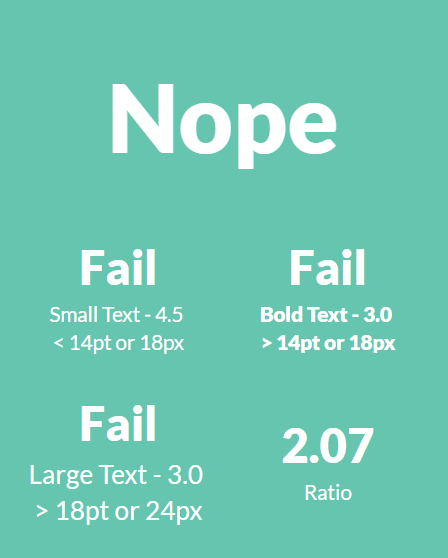 Nope
Fail
Small Text - 4.5
< 14pt or 18px
Fail
Bold Text - 3.0
> 14pt or 18px
Fail
Large Text - 3.0
> 18pt or 24px
2.07
Ratio